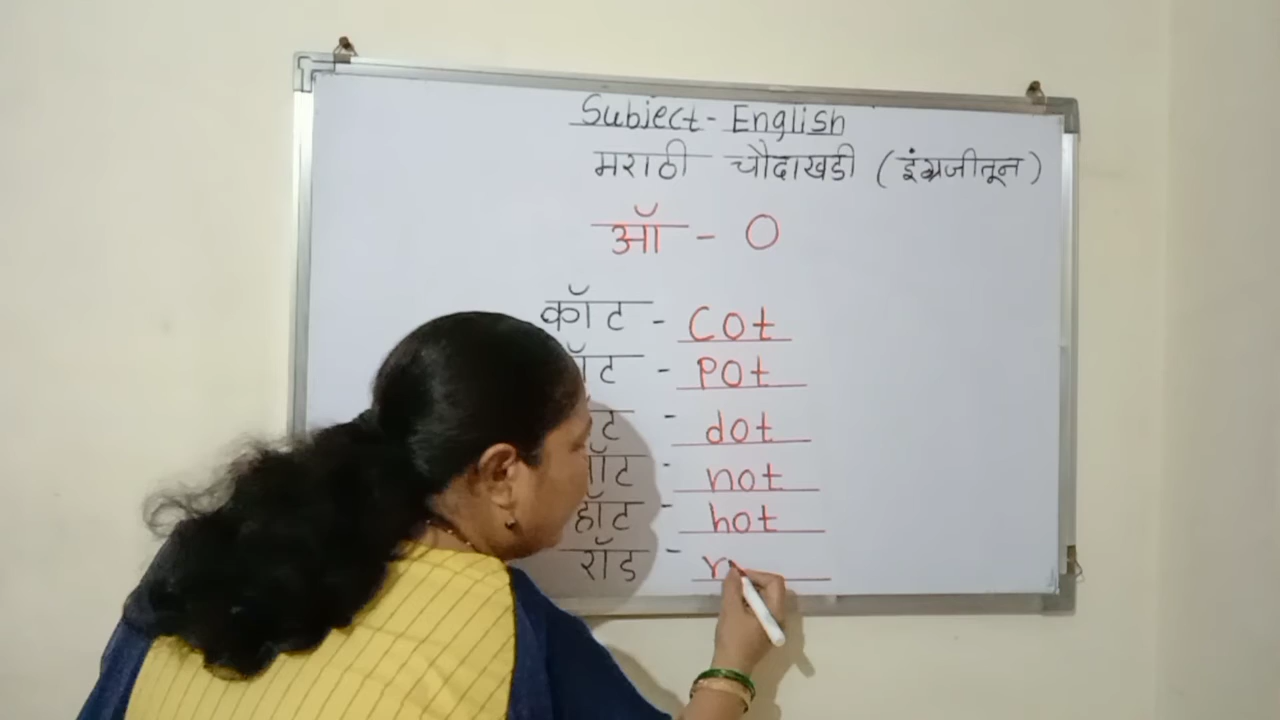 Subject - English
मराठी चौदाखडी (इंग्रजीतून)
ऑ - O
कॉट - Cot
- Pot
- dot
- not
हॉट - hot
रॉड - r